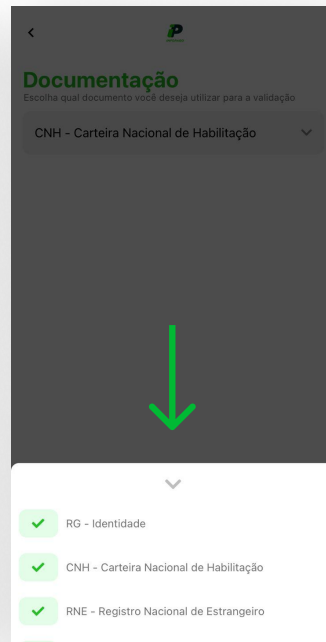 Documentação
Escolha qual documento você deseja utilizar para a validação
CNH - Carteira Nacional de Habilitação
RG - Identidade
CNH - Carteira Nacional de Habilitação
RNE - Registro Nacional de Estrangeiro